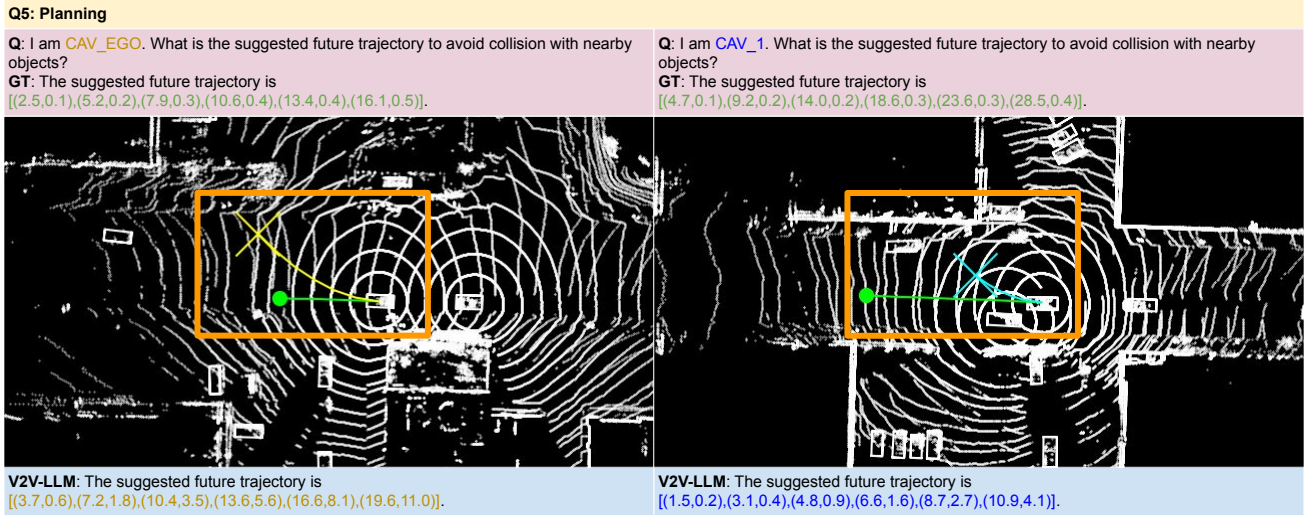 Q5: Planning
Q: I am CAV_EGO. What is the suggested future trajectory to avoid collision with nearby
objects?
GT: The suggested future trajectory is
[(2.5,0.1),(5.2,0.2),(7.9,0.3),(10.6,0.4),(13.4,0.4),(16.1,0.5)].
Q: I am CAV_1. What is the suggested future trajectory to avoid collision with nearby
objects?
GT: The suggested future trajectory is
[(4.7,0.1),(9.2,0.2),(14.0,0.2),(18.6,0.3),(23.6,0.3),(28.5,0.4)].
V2V-LLM: The suggested future trajectory is
[(3.7,0.6),(7.2,1.8),(10.4,3.5),(13.6,5.6),(16.6,8.1),(19.6,11.0)].
V2V-LLM: The suggested future trajectory is
[(1.5,0.2),(3.1,0.4),(4.8,0.9),(6.6,1.6),(8.7,2.7),(10.9,4.1)].